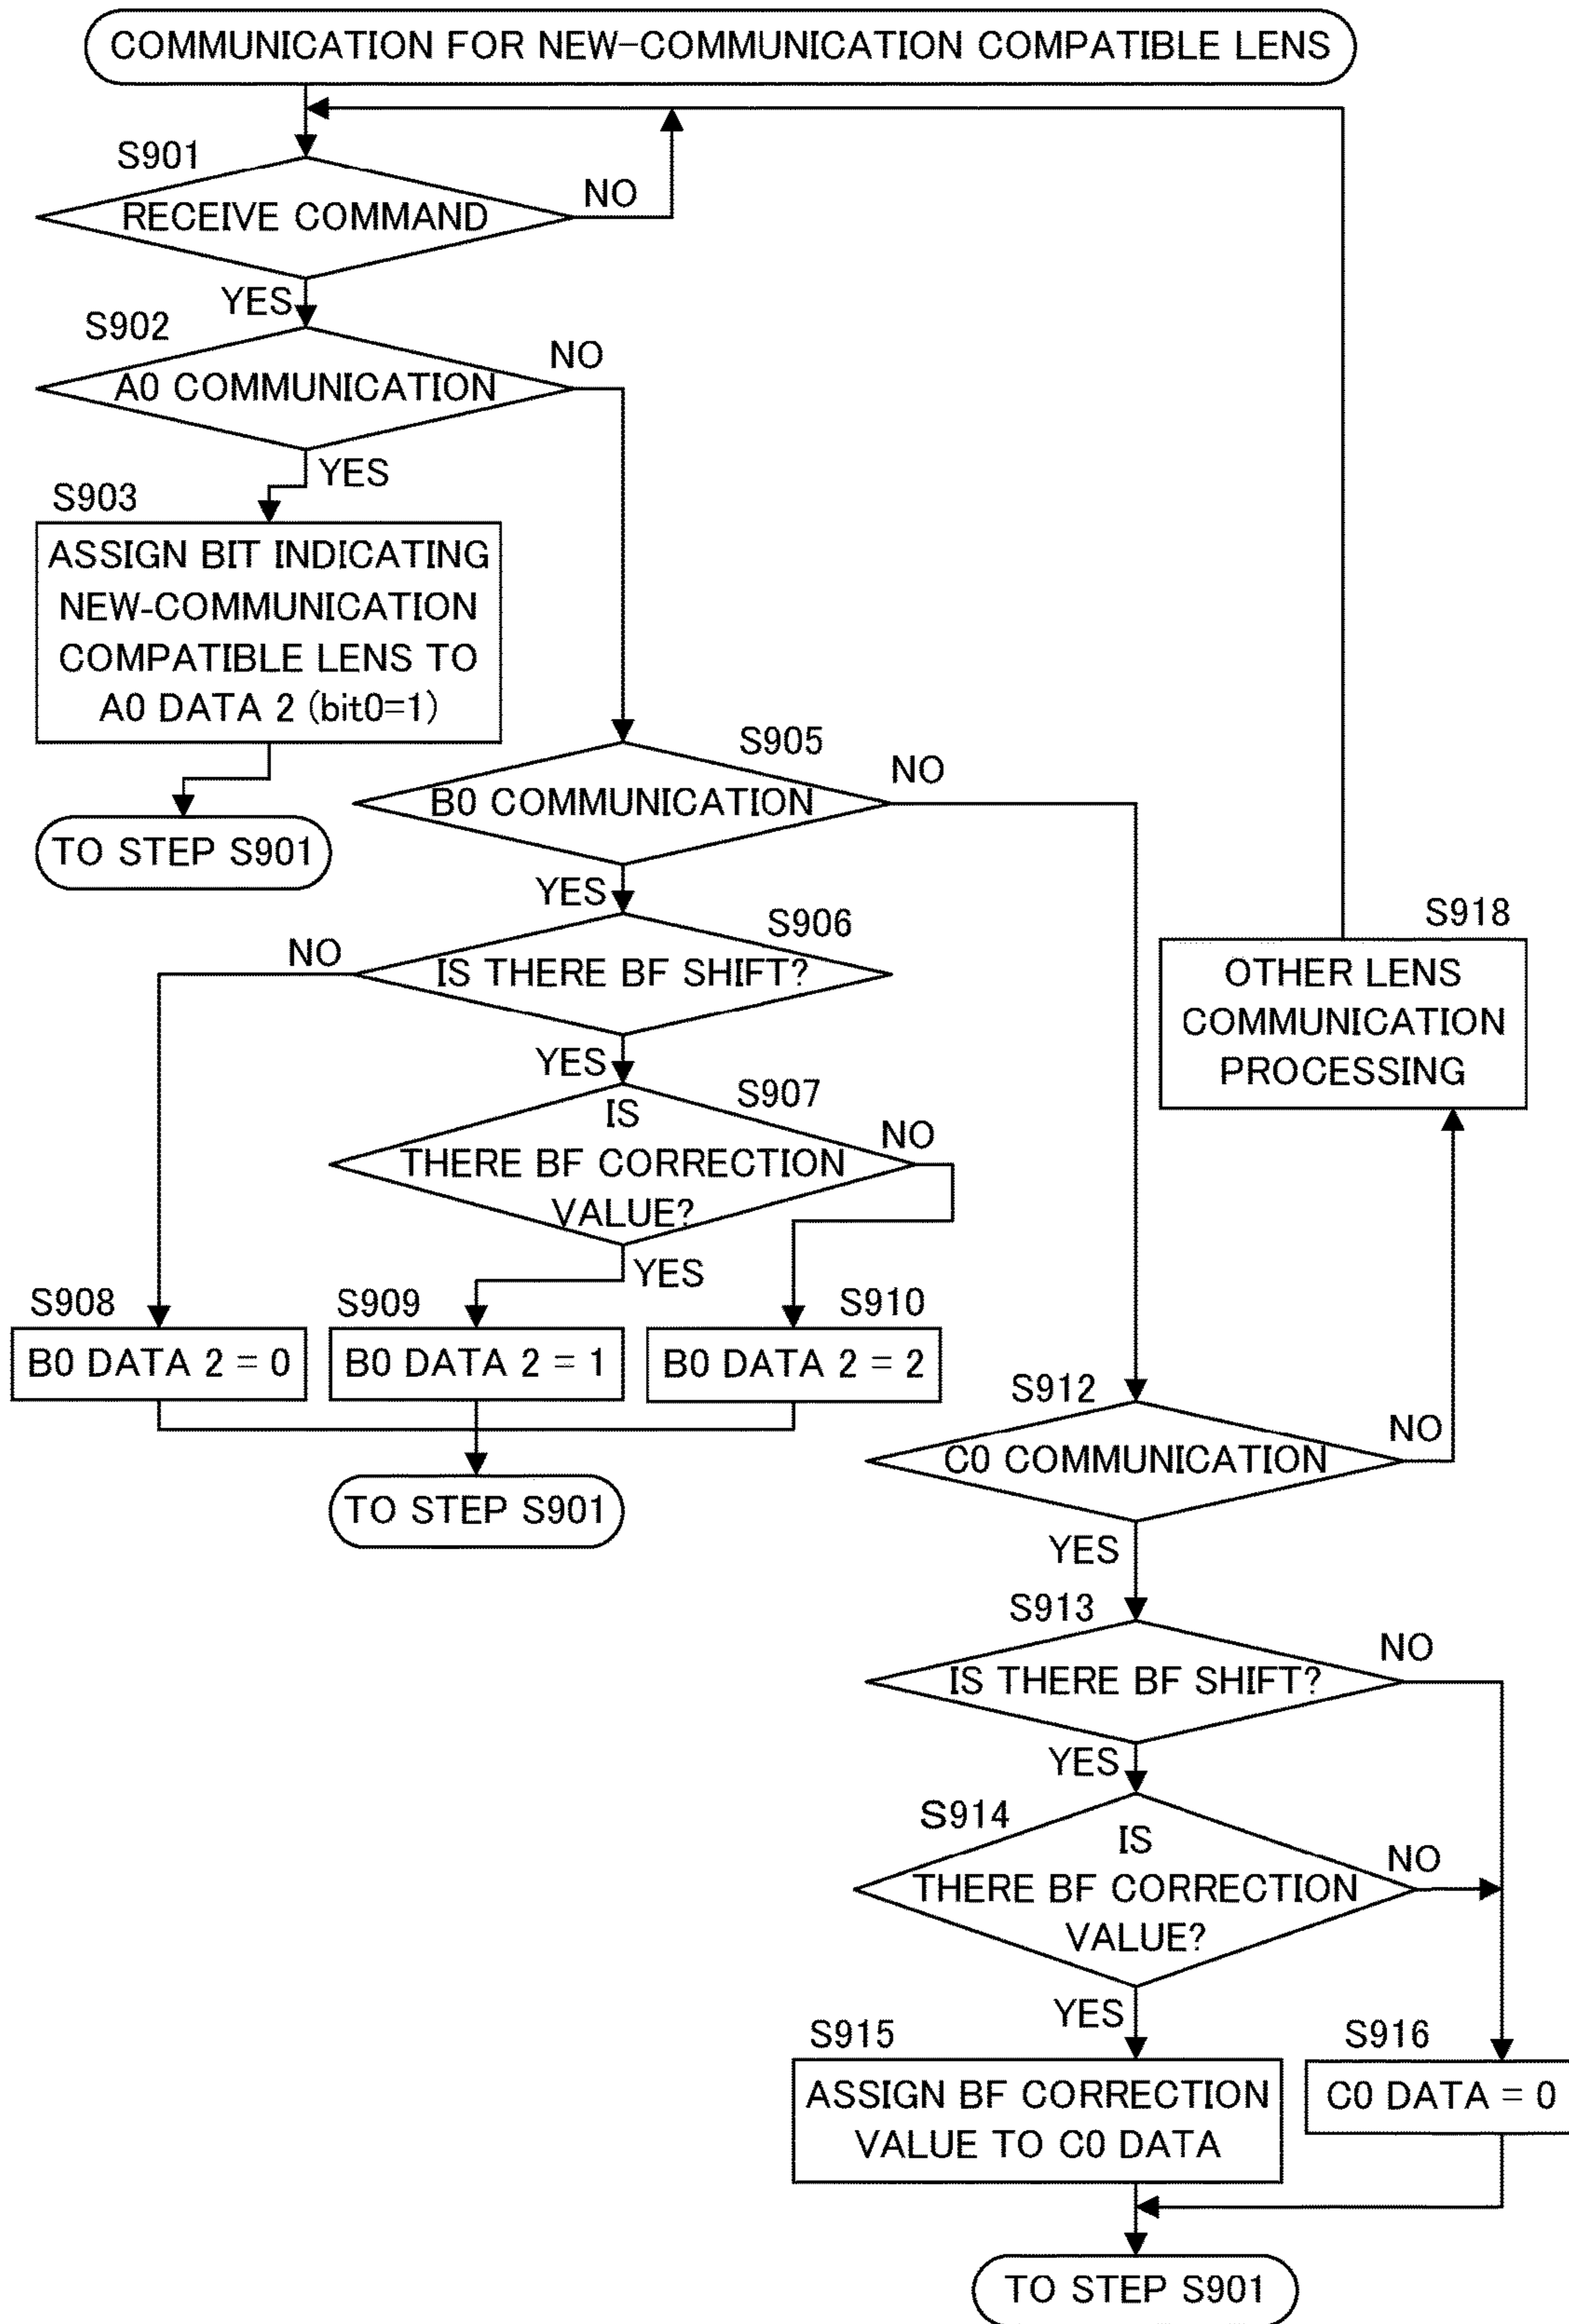 COMMUNICATION FOR NEW-COMMUNICATION COMPATIBLE LENS
S901
RECEIVE COMMAND
NO
YES
S902
A0 COMMUNICATION
NO
YES
S903
ASSIGN BIT INDICATING
NEW-COMMUNICATION
COMPATIBLE LENS TO
A0 DATA 2 (bit0=1)
TO STEP S901
S905
B0 COMMUNICATION
NO
YES
S906
NO
IS THERE BF SHIFT?
YES
S907
IS
THERE BF CORRECTION
VALUE?
NO
YES
S908
B0 DATA 2 = 0
S909
B0 DATA 2 = 1
S910
B0 DATA 2 = 2
TO STEP S901
S918
OTHER LENS
COMMUNICATION
PROCESSING
S912
C0 COMMUNICATION
NO
YES
S913
IS THERE BF SHIFT?
NO
YES
S914
IS
THERE BF CORRECTION
VALUE?
NO
YES
S915
ASSIGN BF CORRECTION
VALUE TO C0 DATA
S916
C0 DATA = 0
TO STEP S901